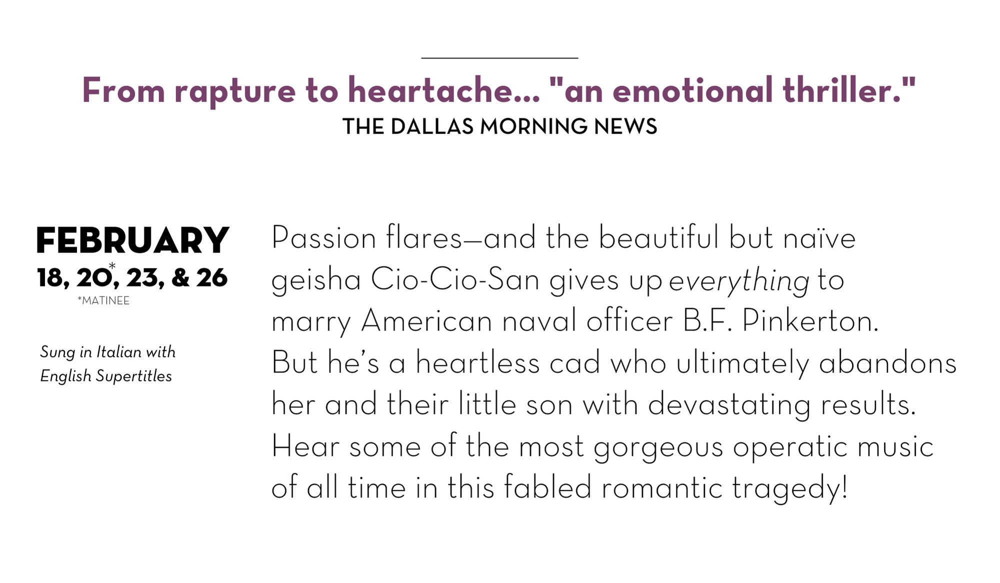 From rapture to heartache... "an emotional thriller."
THE DALLAS MORNING NEWS
FEBRUARY
18, 20*, 23, & 26
*MATINEE
Sung in Italian with
English Supertitles
Passion flares—and the beautiful but naïve
geisha Cio-Cio-San gives up everything to
marry American naval officer B.F. Pinkerton.
But he’s a heartless cad who ultimately abandons
her and their little son with devastating results.
Hear some of the most gorgeous operatic music
of all time in this fabled romantic tragedy!